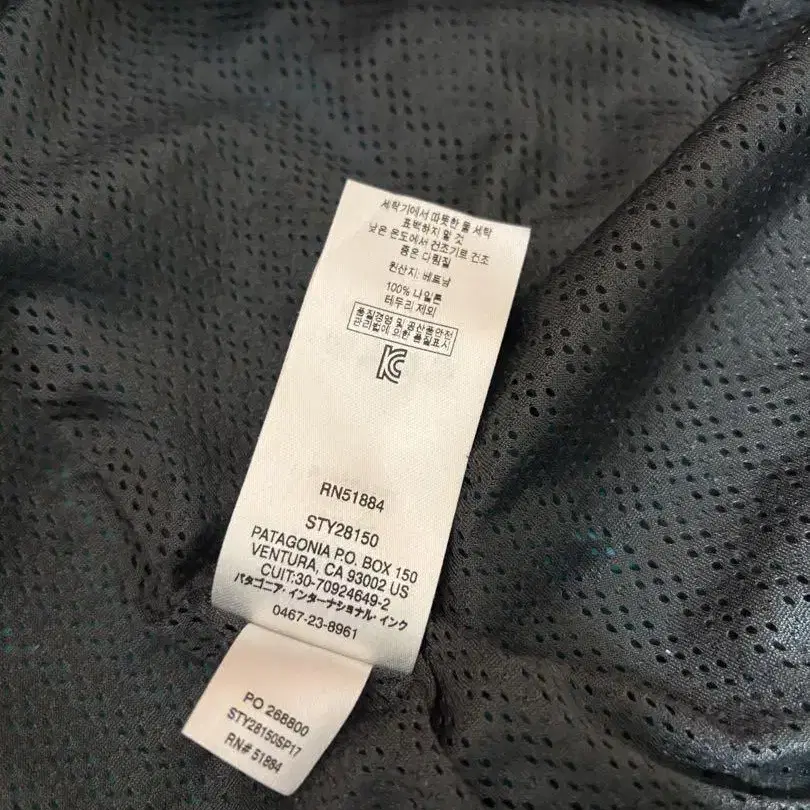 세탁기에서 따뜻한 물 세탁
표백하지 말 것
낮은 온도에서 건조기로 건조
줌은 다림질
원산지: 베트남
100% 나일론
테두리 제외
품질경영 및 공산품안전
관리법에 의한 품질표시
RN51884
STY28150
PATAGONIA P.O. BOX 150
VENTURA, CA 93002 US
CUIT:30-70924649-2
パタゴニア・インターナショナル・インク
0467-23-8961
PO 268800
STY28150SP17
RN# 51884